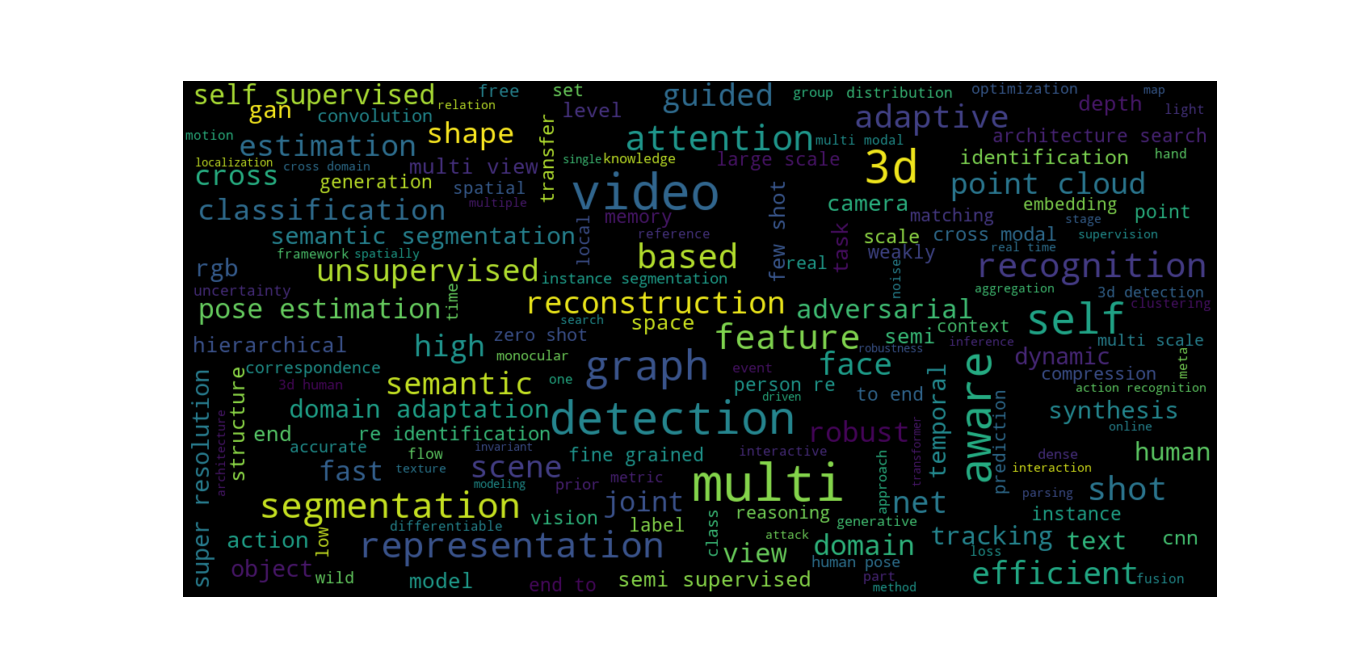 self supervised
free
set
guided
group
distribution
optimization
map
gan
relation
convolution
level
adaptive
depth
light
motion
estimation
shape
transfer
attention
multi modal
architecture search
localization
cross domain
multi view
single
knowledge
large scale
3d
identification
hand
cross
generation
spatial
video
few shot
point cloud
multiple
memory
camera
embedding
classification
local
reference
matching
stage
point
semantic segmentation
task
scale
cross modal
supervision
framework
spatially
based
real
weakly
real time
rgb
unsupervised
instance segmentation
noise
recognition
uncertainty
time
aggregation
3d detection
clustering
pose estimation
reconstruction
adversarial
self
search
space
hierarchical
high
zero shot
feature
semi
context
inference
multi scale
monocular
robustness
correspondence
graph
event
face
dynamic
meta
compression
3d human
semantic
one
person re
driven
to end
temporal
aware
action recognition
super resolution
structure
architecture
domain adaptation
detection
prediction
synthesis
online
end
re identification
robust
transformer
accurate
flow
invariant
fine grained
interactive
dense
human
fast
texture
scene
modeling
prior
metric
multi
approach
interaction
parsing
shot
segmentation
joint
net
differentiable
vision
label
class
reasoning
generative
instance
action
low
representation
attack
view
domain
tracking
loss
text
cnn
object
wild
model
end to
semi supervised
human pose
part
method
efficient
fusion